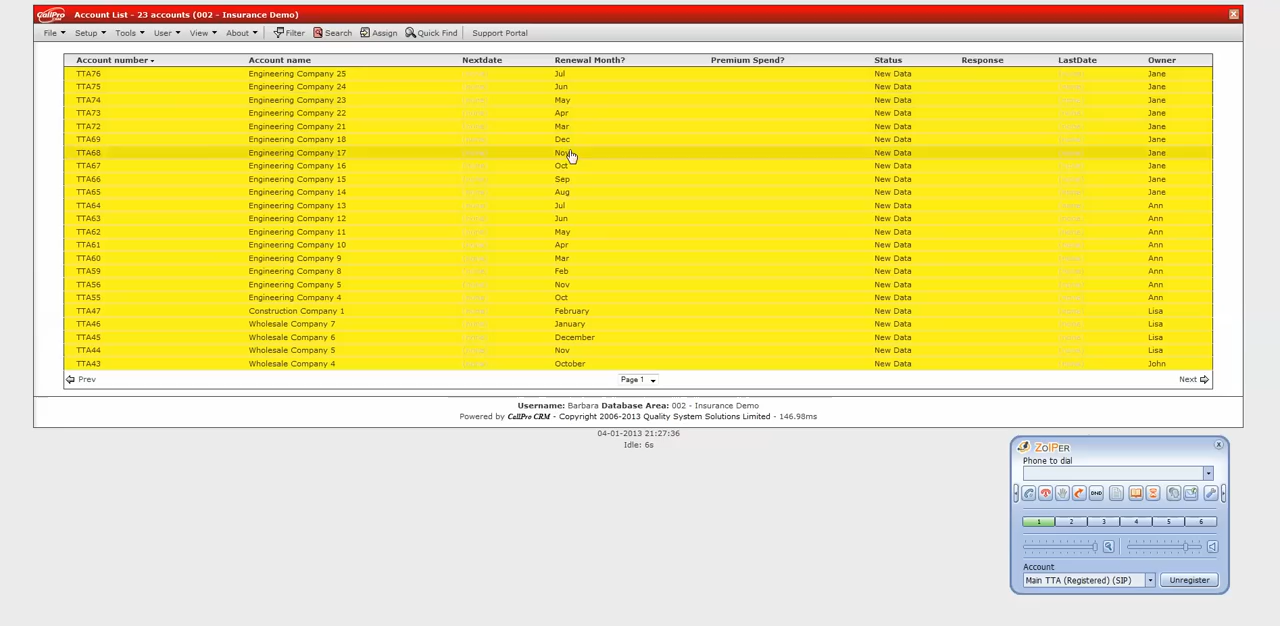 CallPro CRM Account List - 23 accounts (002 - Insurance Demo)
File Setup Tools User View About Filter Search Assign Quick Find Support Portal
Account number Account name Nextdate Renewal Month? Premium Spend? Status Response LastDate Owner
TTA76 Engineering Company 25 Jul New Data Jane
TTA75 Engineering Company 24 Jun New Data Jane
TTA74 Engineering Company 23 May New Data Jane
TTA73 Engineering Company 22 Apr New Data Jane
TTA72 Engineering Company 21 Mar New Data Jane
TTA69 Engineering Company 18 Dec New Data Jane
TTA68 Engineering Company 17 Nov New Data Jane
TTA67 Engineering Company 16 Oct New Data Jane
TTA66 Engineering Company 15 Sep New Data Jane
TTA65 Engineering Company 14 Aug New Data Jane
TTA64 Engineering Company 13 Jul New Data Ann
TTA63 Engineering Company 12 Jun New Data Ann
TTA62 Engineering Company 11 May New Data Ann
TTA61 Engineering Company 10 Apr New Data Ann
TTA60 Engineering Company 9 Mar New Data Ann
TTA59 Engineering Company 8 Feb New Data Ann
TTA56 Engineering Company 5 Nov New Data Ann
TTA55 Engineering Company 4 Oct New Data Ann
TTA47 Construction Company 1 February New Data Lisa
TTA46 Wholesale Company 7 January New Data Lisa
TTA45 Wholesale Company 6 December New Data Lisa
TTA44 Wholesale Company 5 Nov New Data Lisa
TTA43 Wholesale Company 4 October New Data John
Prev Page 1 Next
Username: Barbara Database Area: 002 - Insurance Demo
Powered by CallPro CRM - Copyright 2006-2013 Quality System Solutions Limited - 146.98ms
04-01-2013 21:27:36
Idle: 6s
ZOIPER
Phone to dial
DND
1 2 3 4 5 6
Account
Main TTA (Registered) (SIP) Unregister